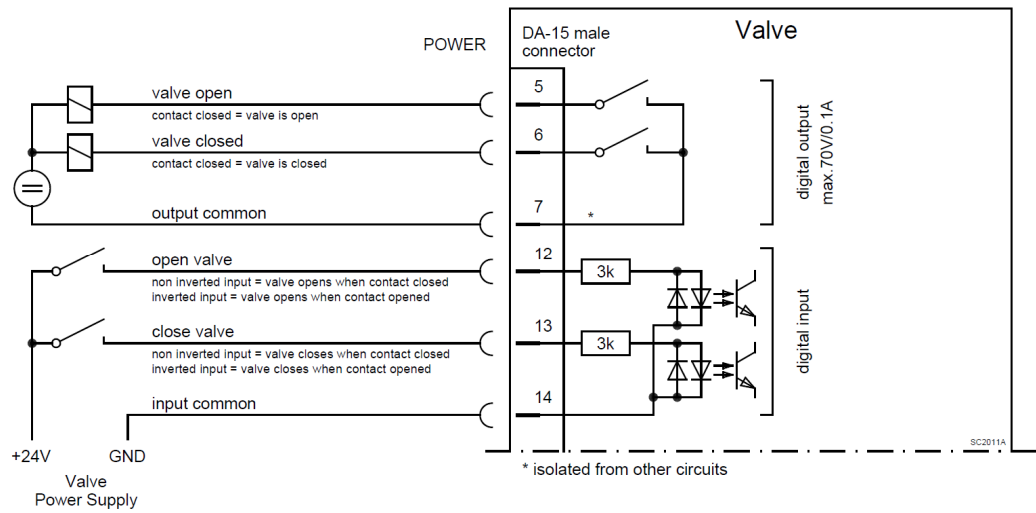 POWER
DA-15 male
connector
Valve
valve open
contact closed = valve is open
5
valve closed
contact closed = valve is closed
6
output common
7
*
digital output
max.70V/0.1A
open valve
non inverted input = valve opens when contact closed
inverted input = valve opens when contact opened
12
3k
close valve
non inverted input = valve closes when contact closed
inverted input = valve closes when contact opened
13
3k
input common
14
digital input
SC2011A
+24V
GND
Valve
Power Supply
* isolated from other circuits